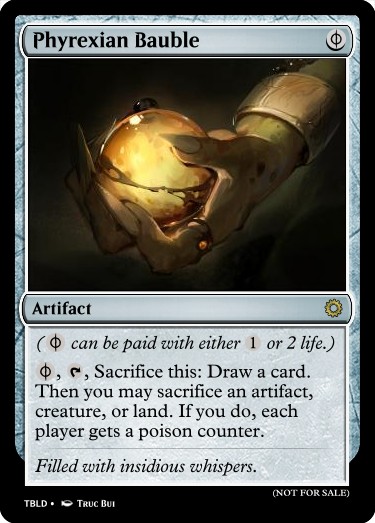 Phyrexian Bauble
Artifact
( can be paid with either 1 or 2 life.)
, , Sacrifice this: Draw a card.
Then you may sacrifice an artifact,
creature, or land. If you do, each
player gets a poison counter.
Filled with insidious whispers.
(NOT FOR SALE)
TBLD • Truc Bui